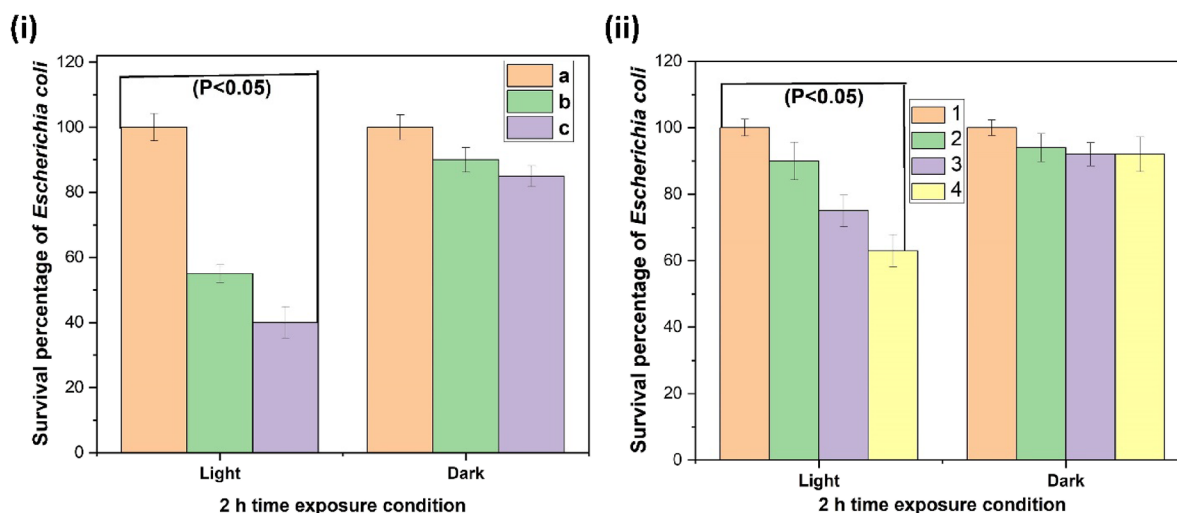 (i)
Survival percentage of Escherichia coli
120
100
80
60
40
20
0
(P<0.05)
a
b
c
Light
Dark
2 h time exposure condition
(ii)
Survival percentage of Escherichia coli
120
100
80
60
40
20
0
(P<0.05)
1
2
3
4
Light
Dark
2 h time exposure condition